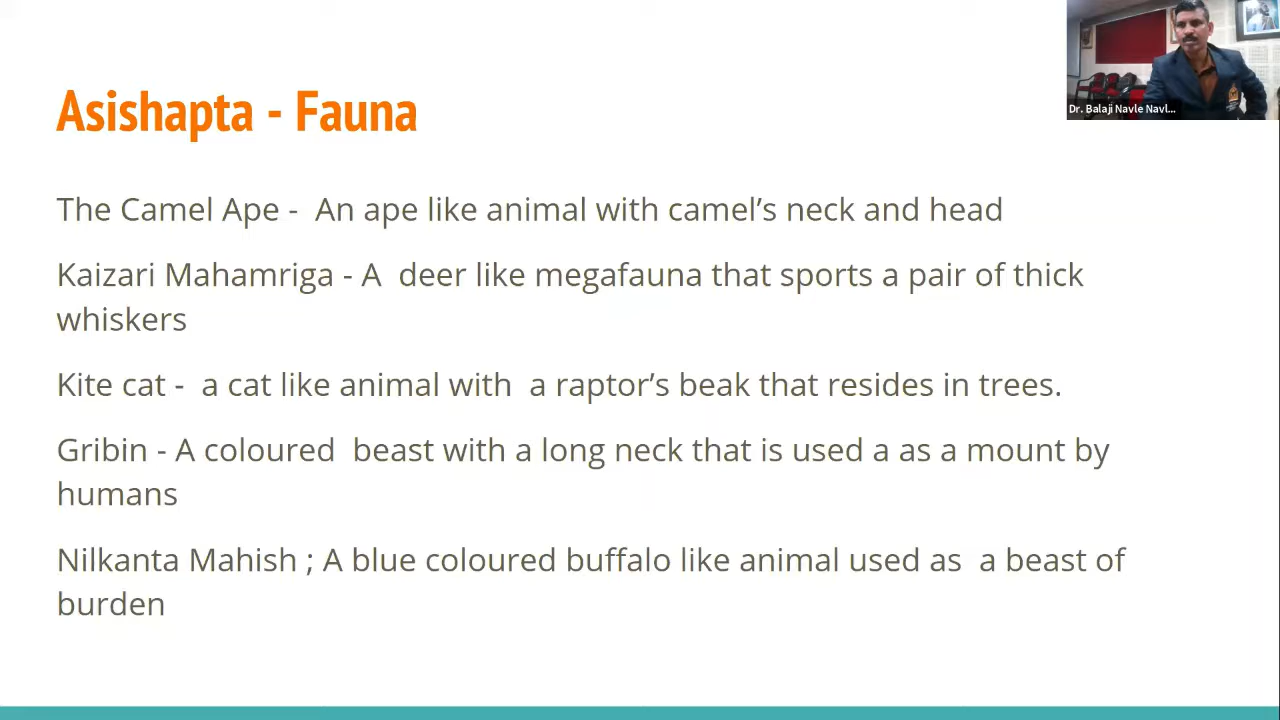 Asishapta - Fauna
Dr. Balaji Navle Navl...
The Camel Ape - An ape like animal with camel's neck and head
Kaizari Mahamriga - A deer like megafauna that sports a pair of thick
whiskers
Kite cat - a cat like animal with a raptor's beak that resides in trees.
Gribin - A coloured beast with a long neck that is used a as a mount by
humans
Nilkanta Mahish ; A blue coloured buffalo like animal used as a beast of
burden